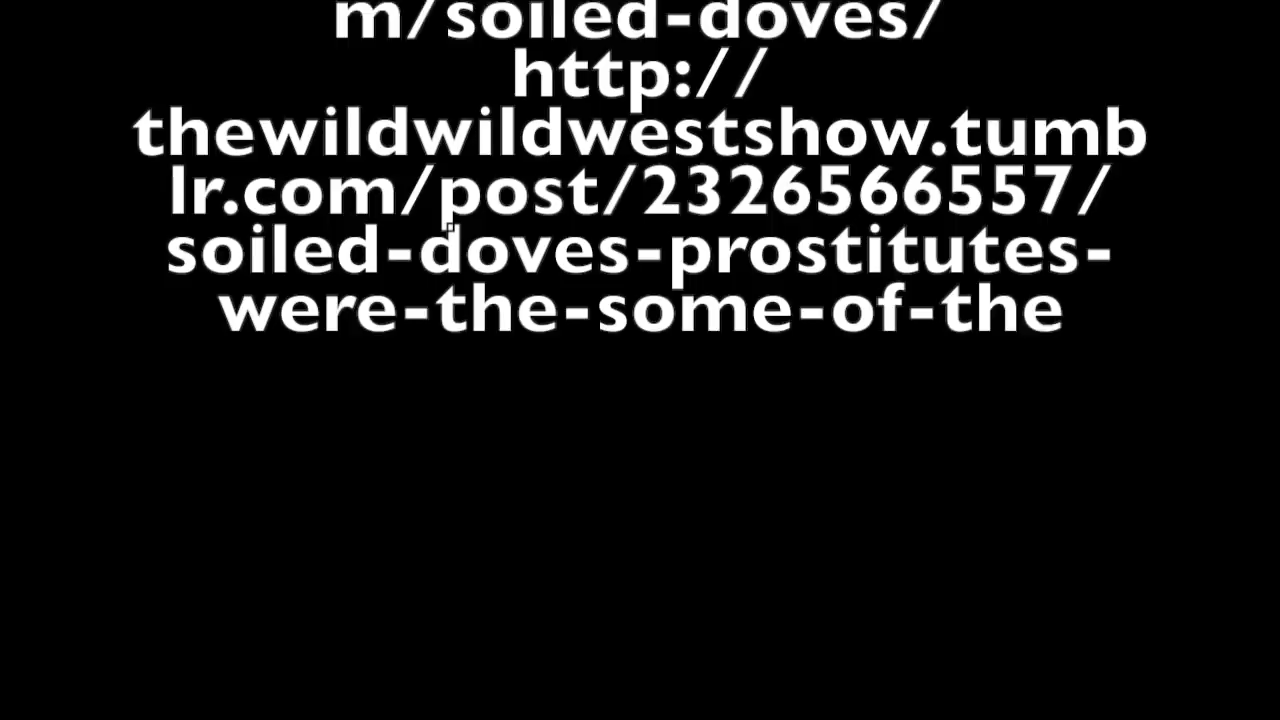 m/soiled-doves/
http://
thewildwildwestshow.tumb
lr.com/post/2326566557/
soiled-doves-prostitutes-
were-the-some-of-the